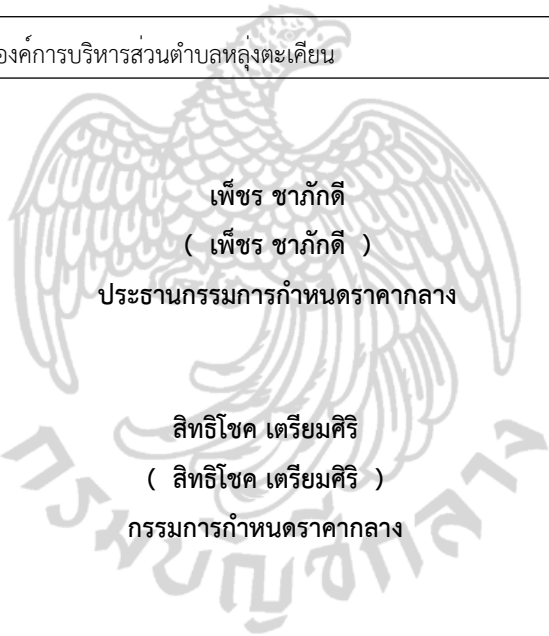 องค์การบริหารส่วนตำบลหลุ่งตะเคียน
เพ็ชร ชาภักดี
( เพ็ชร ชาภักดี )
ประธานกรรมการกำหนดราคากลาง
สิทธิโชค เตรียมศิริ
( สิทธิโชค เตรียมศิริ )
กรรมการกำหนดราคากลาง
กรมบัญชีกลาง